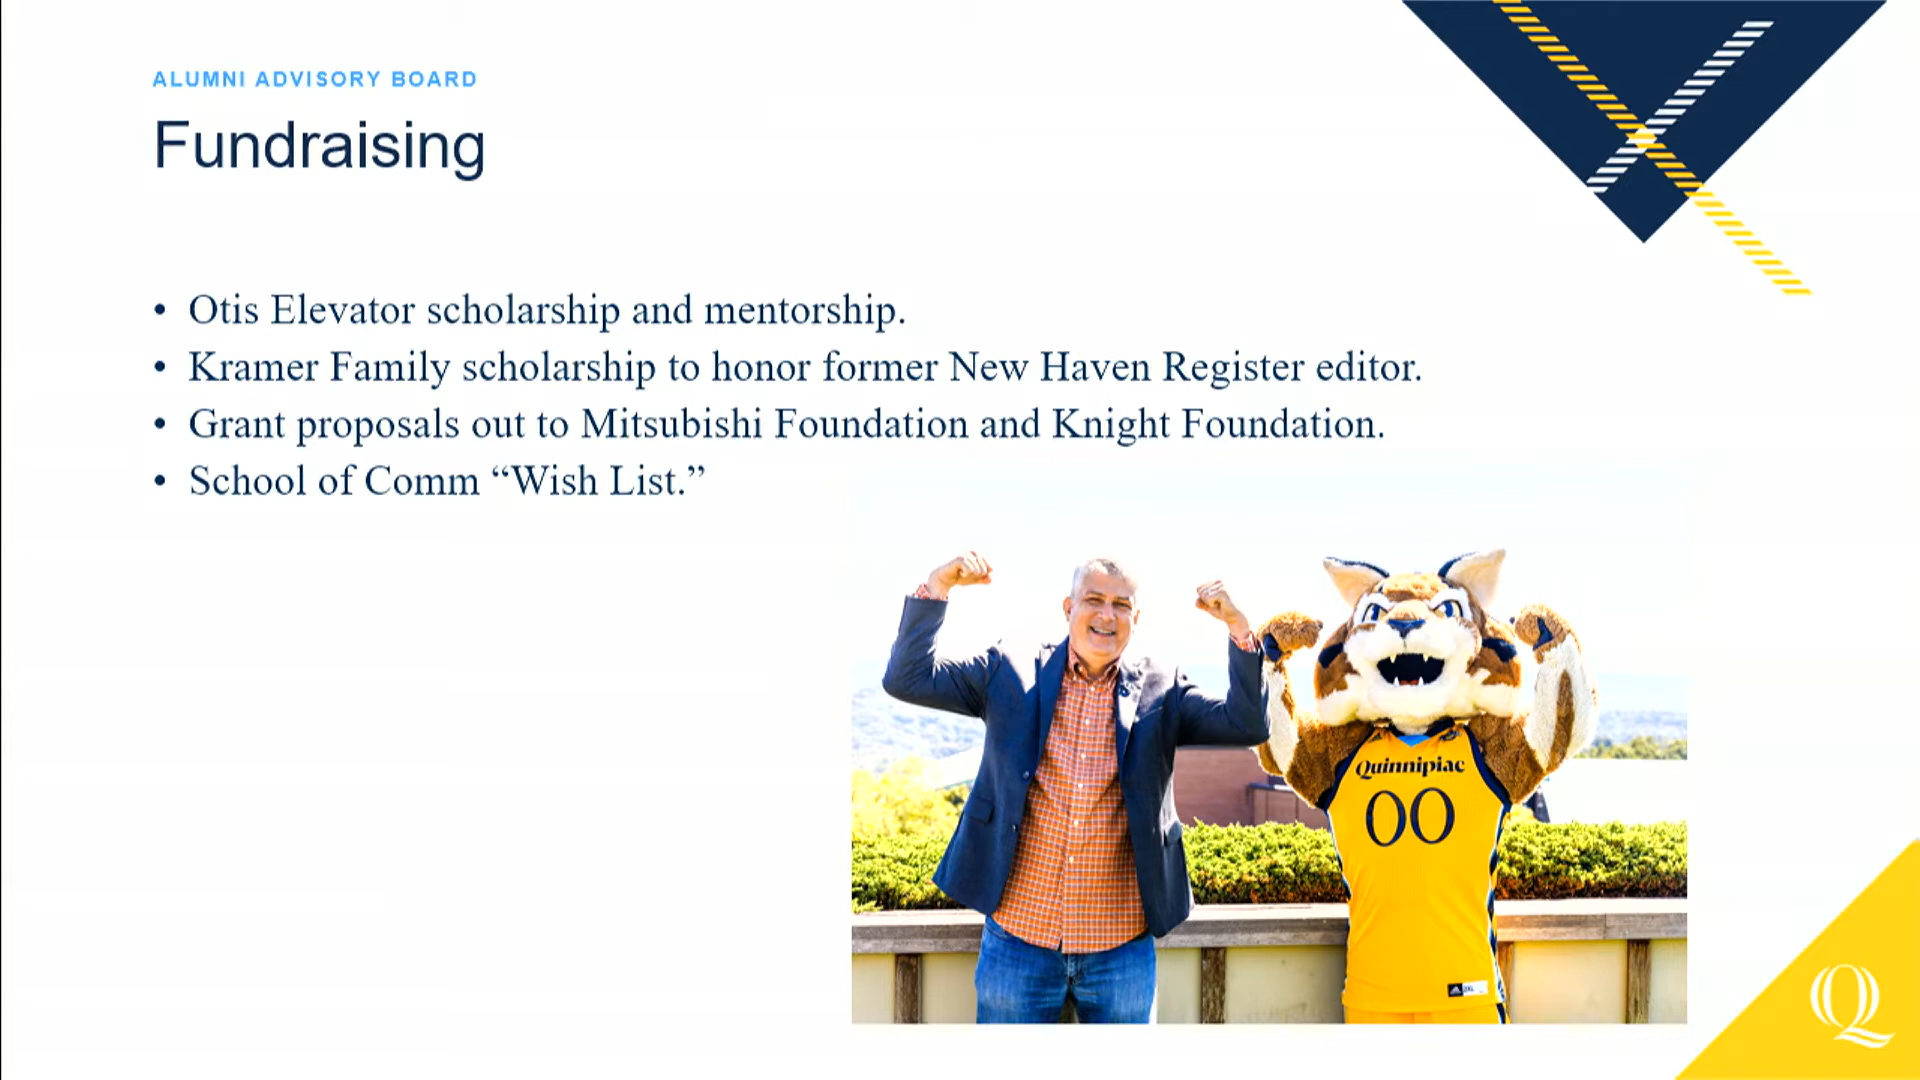 ALUMNI ADVISORY BOARD
Fundraising
• Otis Elevator scholarship and mentorship.
• Kramer Family scholarship to honor former New Haven Register editor.
• Grant proposals out to Mitsubishi Foundation and Knight Foundation.
• School of Comm “Wish List.”
Quinnipiac
00
Q